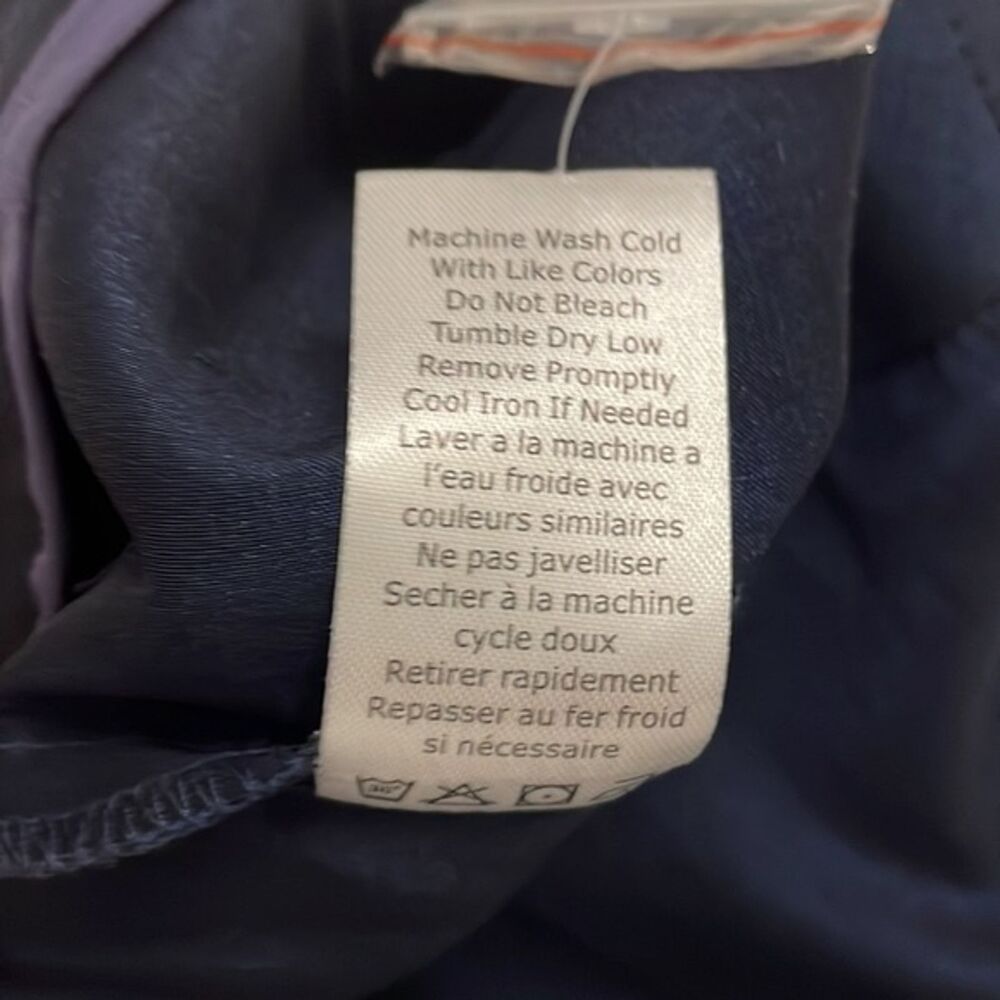 Machine Wash Cold
With Like Colors
Do Not Bleach
Tumble Dry Low
Remove Promptly
Cool Iron If Needed
Laver a la machine a
l'eau froide avec
couleurs similaires
Ne pas javelliser
Secher à la machine
cycle doux
Retirer rapidement
Repasser au fer froid
si nécessaire